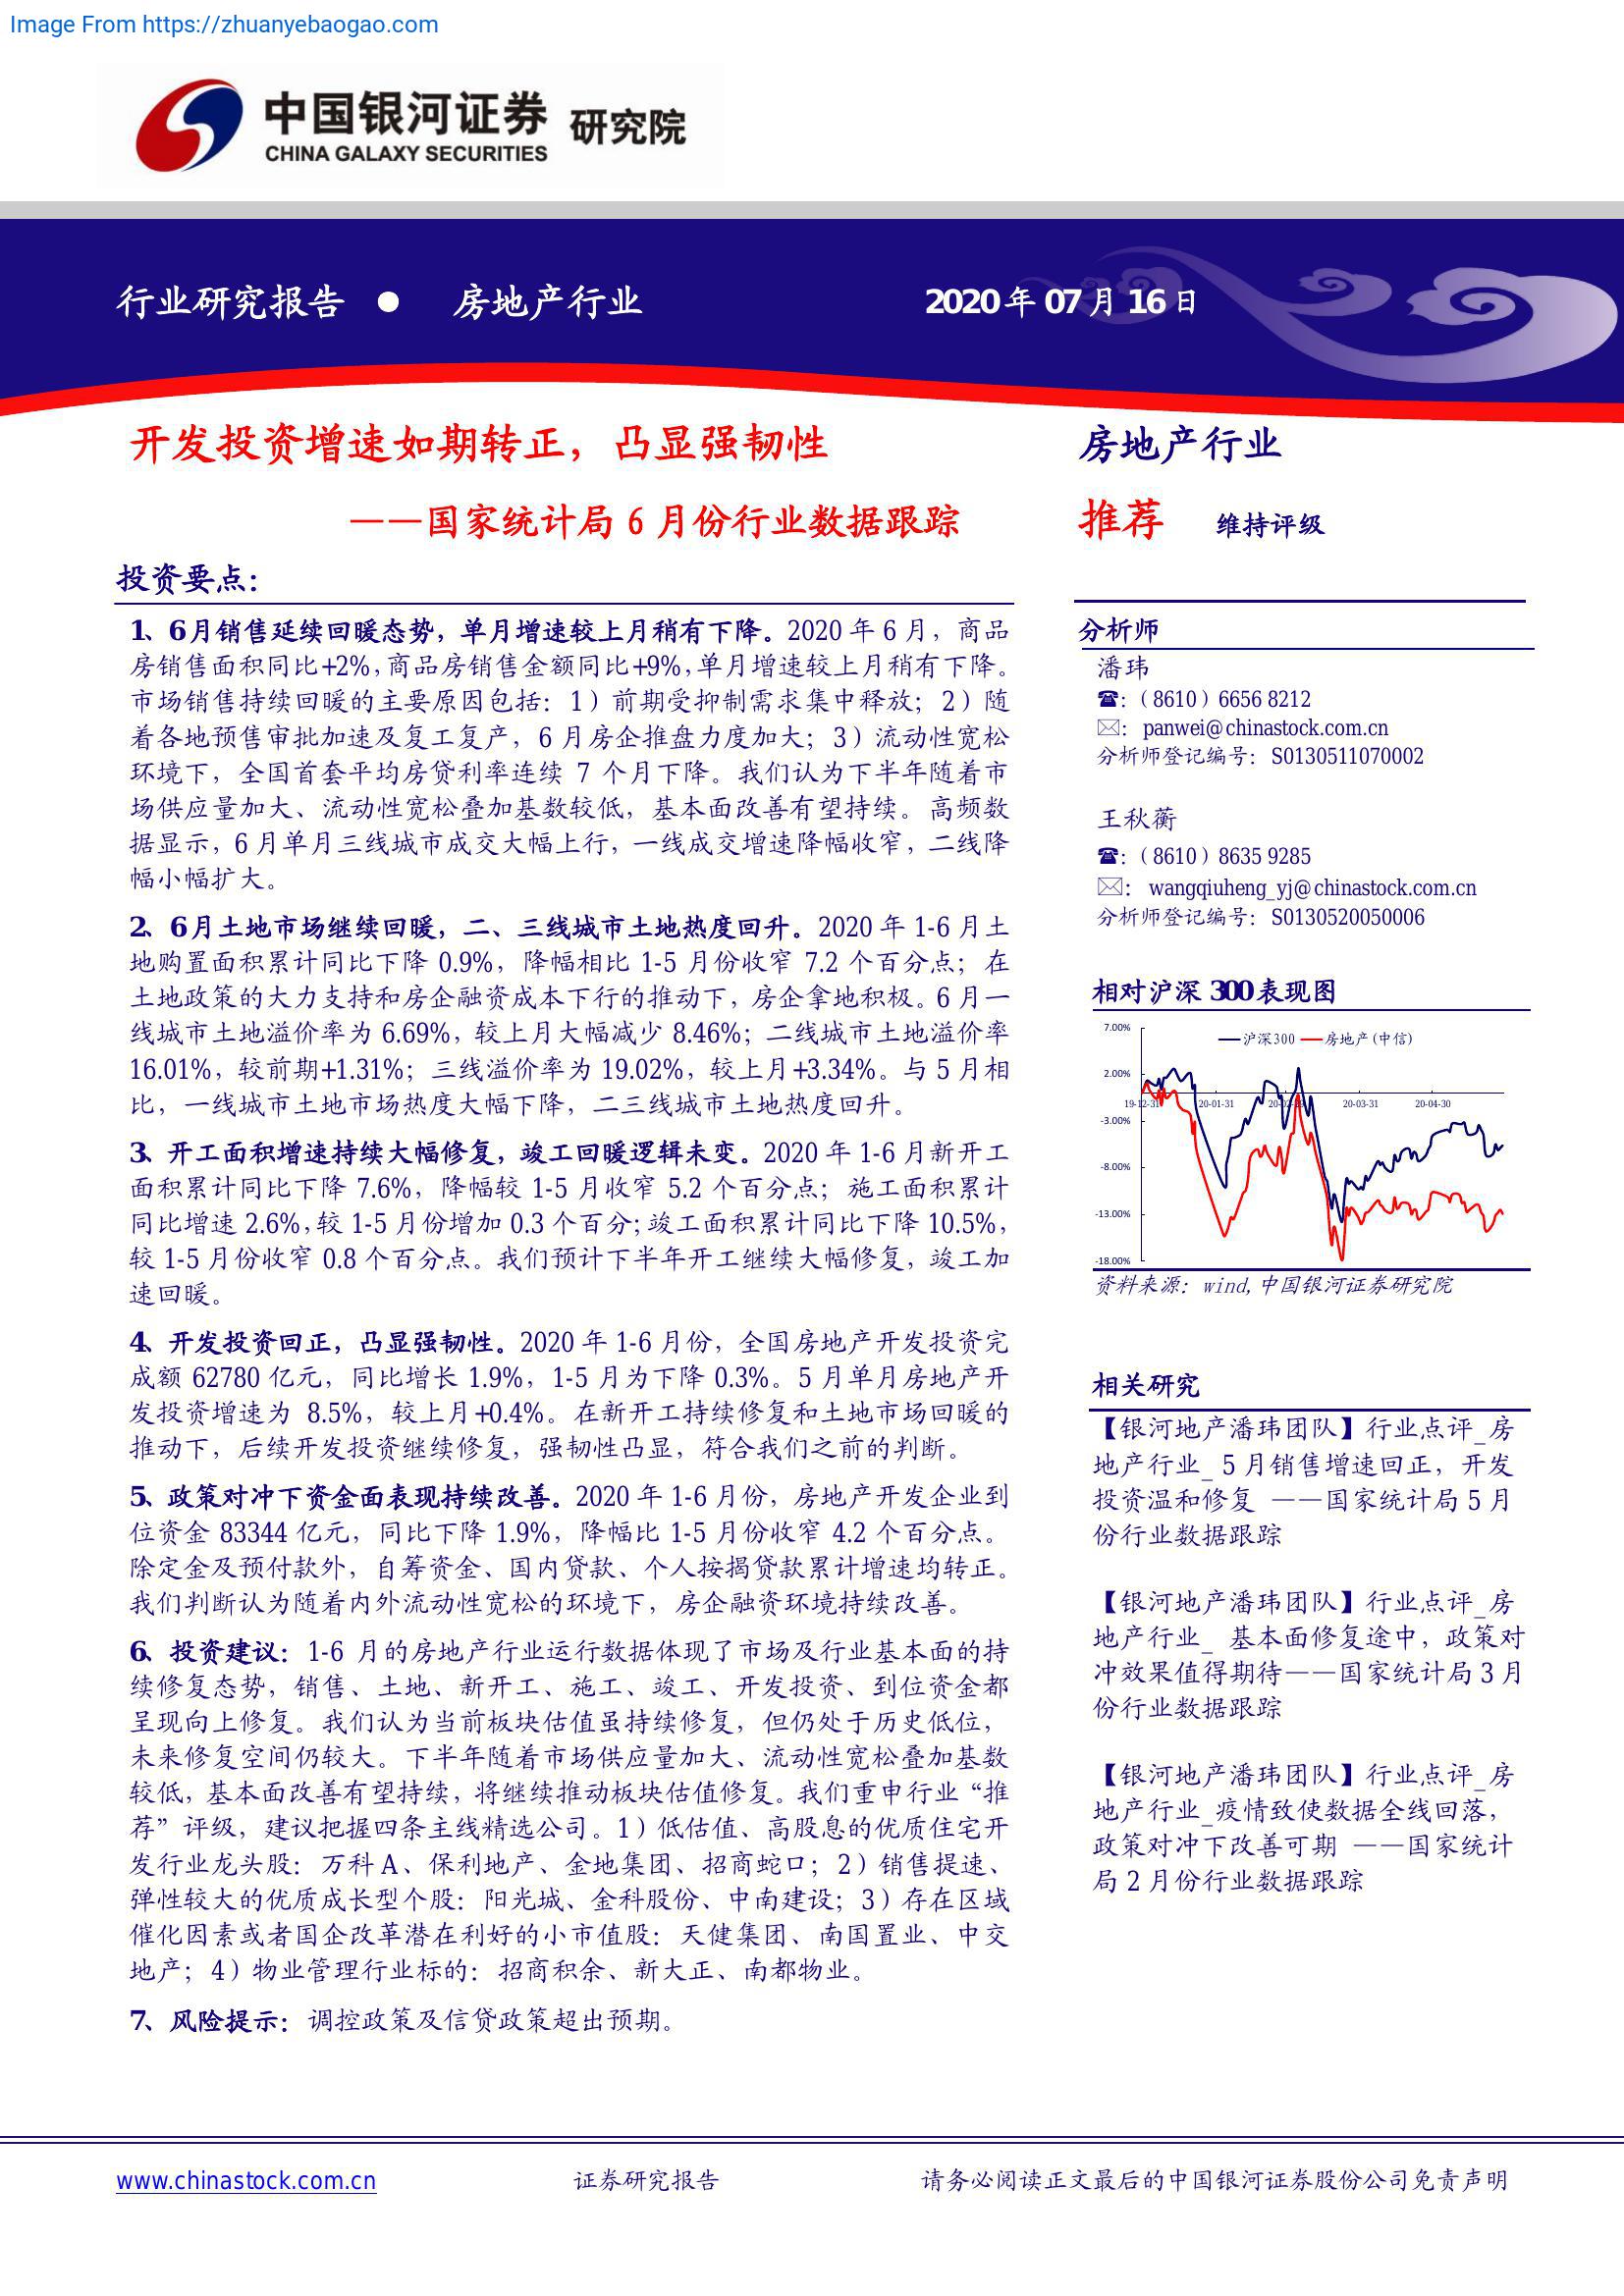 Image From https://zhuanyebaogao.com
中国银河证券 研究院
CHINA GALAXY SECURITIES
行业研究报告 ● 房地产行业 2020年07月16日
开发投资增速如期转正，凸显强韧性
——国家统计局 6 月份行业数据跟踪
投资要点：
1、6月销售延续回暖态势，单月增速较上月稍有下降。2020 年 6 月，商品
房销售面积同比+2%，商品房销售金额同比+9%，单月增速较上月稍有下降。
市场销售持续回暖的主要原因包括：1）前期受抑制需求集中释放；2）随
着各地预售审批加速及复工复产，6 月房企推盘力度加大；3）流动性宽松
环境下，全国首套平均房贷利率连续 7 个月下降。我们认为下半年随着市
场供应量加大、流动性宽松叠加基数较低，基本面改善有望持续。高频数
据显示，6 月单月三线城市成交大幅上行，一线成交增速降幅收窄，二线降
幅小幅扩大。
2、6月土地市场继续回暖，二、三线城市土地热度回升。2020 年 1-6 月土
地购置面积累计同比下降 0.9%，降幅相比 1-5 月份收窄 7.2 个百分点；在
土地政策的大力支持和房企融资成本下行的推动下，房企拿地积极。6 月一
线城市土地溢价率为 6.69%，较上月大幅减少 8.46%；二线城市土地溢价率
16.01%，较前期+1.31%；三线溢价率为 19.02%，较上月+3.34%。与 5 月相
比，一线城市土地市场热度大幅下降，二三线城市土地热度回升。
3、开工面积增速持续大幅修复，竣工回暖逻辑未变。2020 年 1-6 月新开工
面积累计同比下降 7.6%，降幅较 1-5 月收窄 5.2 个百分点；施工面积累计
同比增速 2.6%，较 1-5 月份增加 0.3 个百分；竣工面积累计同比下降 10.5%，
较 1-5 月份收窄 0.8 个百分点。我们预计下半年开工继续大幅修复，竣工加
速回暖。
4、开发投资回正，凸显强韧性。2020 年 1-6 月份，全国房地产开发投资完
成额 62780 亿元，同比增长 1.9%，1-5 月为下降 0.3%。5 月单月房地产开
发投资增速为 8.5%，较上月+0.4%。在新开工持续修复和土地市场回暖的
推动下，后续开发投资继续修复，强韧性凸显，符合我们之前的判断。
5、政策对冲下资金面表现持续改善。2020 年 1-6 月份，房地产开发企业到
位资金 83344 亿元，同比下降 1.9%，降幅比 1-5 月份收窄 4.2 个百分点。
除定金及预付款外，自筹资金、国内贷款、个人按揭贷款累计增速均转正。
我们判断认为随着内外流动性宽松的环境下，房企融资环境持续改善。
6、投资建议：1-6 月的房地产行业运行数据体现了市场及行业基本面的持
续修复态势，销售、土地、新开工、施工、竣工、开发投资、到位资金都
呈现向上修复。我们认为当前板块估值虽持续修复，但仍处于历史低位，
未来修复空间仍较大。下半年随着市场供应量加大、流动性宽松叠加基数
较低，基本面改善有望持续，将继续推动板块估值修复。我们重申行业“推
荐”评级，建议把握四条主线精选公司。1）低估值、高股息的优质住宅开
发行业龙头股：万科 A、保利地产、金地集团、招商蛇口；2）销售提速、
弹性较大的优质成长型个股：阳光城、金科股份、中南建设；3）存在区域
催化因素或者国企改革潜在利好的小市值股：天健集团、南国置业、中交
地产；4）物业管理行业标的：招商积余、新大正、南都物业。
7、风险提示：调控政策及信贷政策超出预期。
房地产行业
推荐 维持评级
分析师
潘玮
☎:（8610）6656 8212
✉: panwei@chinastock.com.cn
分析师登记编号：S0130511070002
王秋蘅
☎:（8610）8635 9285
✉: wangqiuheng_yj@chinastock.com.cn
分析师登记编号：S0130520050006
相对沪深 300表现图
沪深300 房地产(中信)
7.00%
2.00%
-3.00%
-8.00%
-13.00%
-18.00%
19-12-31 20-01-31 20-03-31 20-04-30
资料来源：wind,中国银河证券研究院
相关研究
【银河地产潘玮团队】行业点评_房
地产行业_ 5 月销售增速回正，开发
投资温和修复 ——国家统计局 5 月
份行业数据跟踪
【银河地产潘玮团队】行业点评_房
地产行业_ 基本面修复途中，政策对
冲效果值得期待——国家统计局 3 月
份行业数据跟踪
【银河地产潘玮团队】行业点评_房
地产行业_疫情致使数据全线回落，
政策对冲下改善可期 ——国家统计
局 2 月份行业数据跟踪
www.chinastock.com.cn 证券研究报告 请务必阅读正文最后的中国银河证券股份公司免责声明